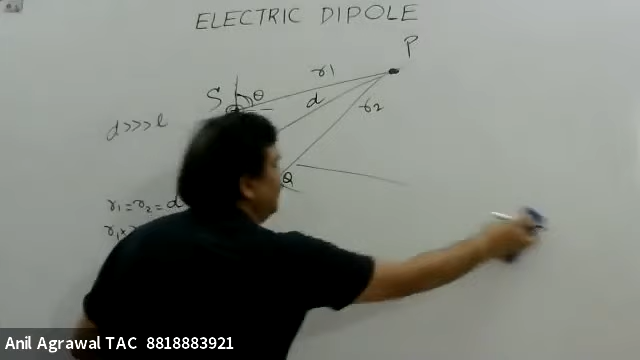 ELECTRIC DIPOLE
P
r1
S θ
d
r2
d>>>l
Q
r1=r2=d
Anil Agrawal TAC 8818883921